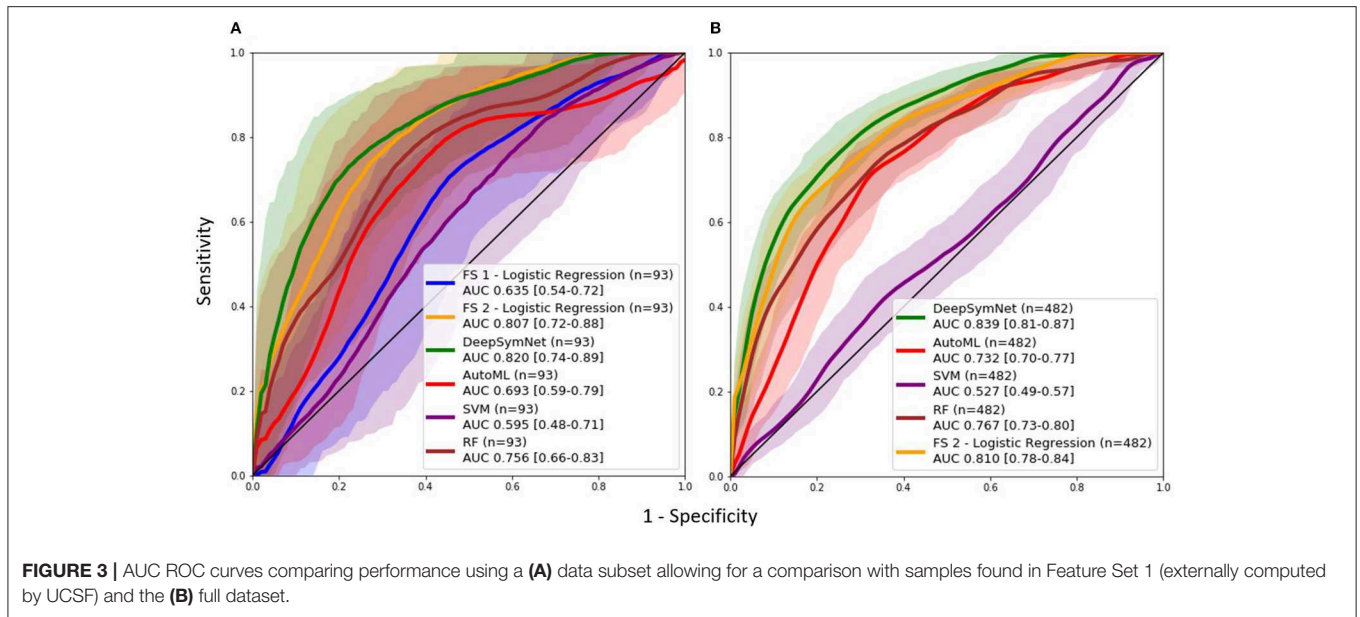 A
B
1.0
0.8
0.6
0.4
0.2
0.0
Sensitivity
FS 1 - Logistic Regression (n=93)
AUC 0.635 [0.54-0.72]
FS 2 - Logistic Regression (n=93)
AUC 0.807 [0.72-0.88]
DeepSymNet (n=93)
AUC 0.820 [0.74-0.89]
AutoML (n=93)
AUC 0.693 [0.59-0.79]
SVM (n=93)
AUC 0.595 [0.48-0.71]
RF (n=93)
AUC 0.756 [0.66-0.83]
0.0 0.2 0.4 0.6 0.8 1.0
1.0
0.8
0.6
0.4
0.2
0.0
DeepSymNet (n=482)
AUC 0.839 [0.81-0.87]
AutoML (n=482)
AUC 0.732 [0.70-0.77]
SVM (n=482)
AUC 0.527 [0.49-0.57]
RF (n=482)
AUC 0.767 [0.73-0.80]
FS 2 - Logistic Regression (n=482)
AUC 0.810 [0.78-0.84]
0.0 0.2 0.4 0.6 0.8 1.0
1 - Specificity
FIGURE 3 | AUC ROC curves comparing performance using a (A) data subset allowing for a comparison with samples found in Feature Set 1 (externally computed
by UCSF) and the (B) full dataset.